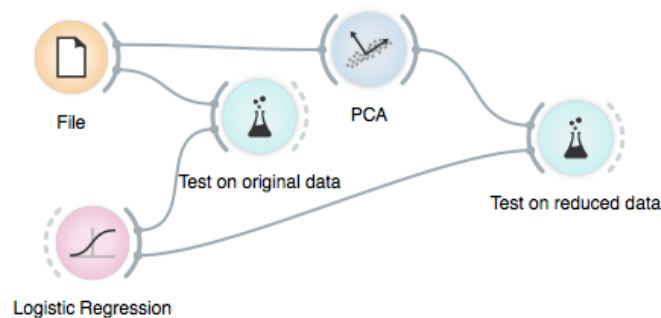 File
PCA
Test on original data
Test on reduced data
Logistic Regression